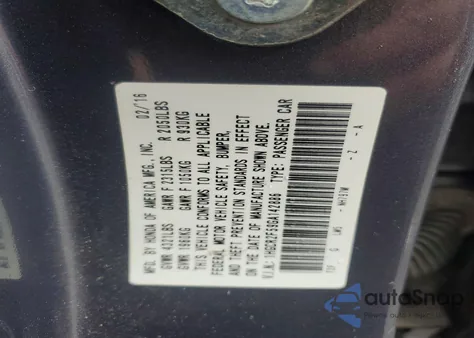 MFD. BY HONDA OF AMERICA MFG., INC. 02/16
GVWR 4321LBS GAWR F 2315LBS R 2050LBS
GVWR 1960KG GAWR F 1050KG R 930KG
THIS VEHICLE CONFORMS TO ALL APPLICABLE
FEDERAL MOTOR VEHICLE SAFETY, BUMPER,
AND THEFT PREVENTION STANDARDS IN EFFECT
ON THE DATE OF MANUFACTURE SHOWN ABOVE.
V.I.N.: 1HGCR2F59GA142886 TYPE: PASSENGER CAR
- Z - A
autoSnap